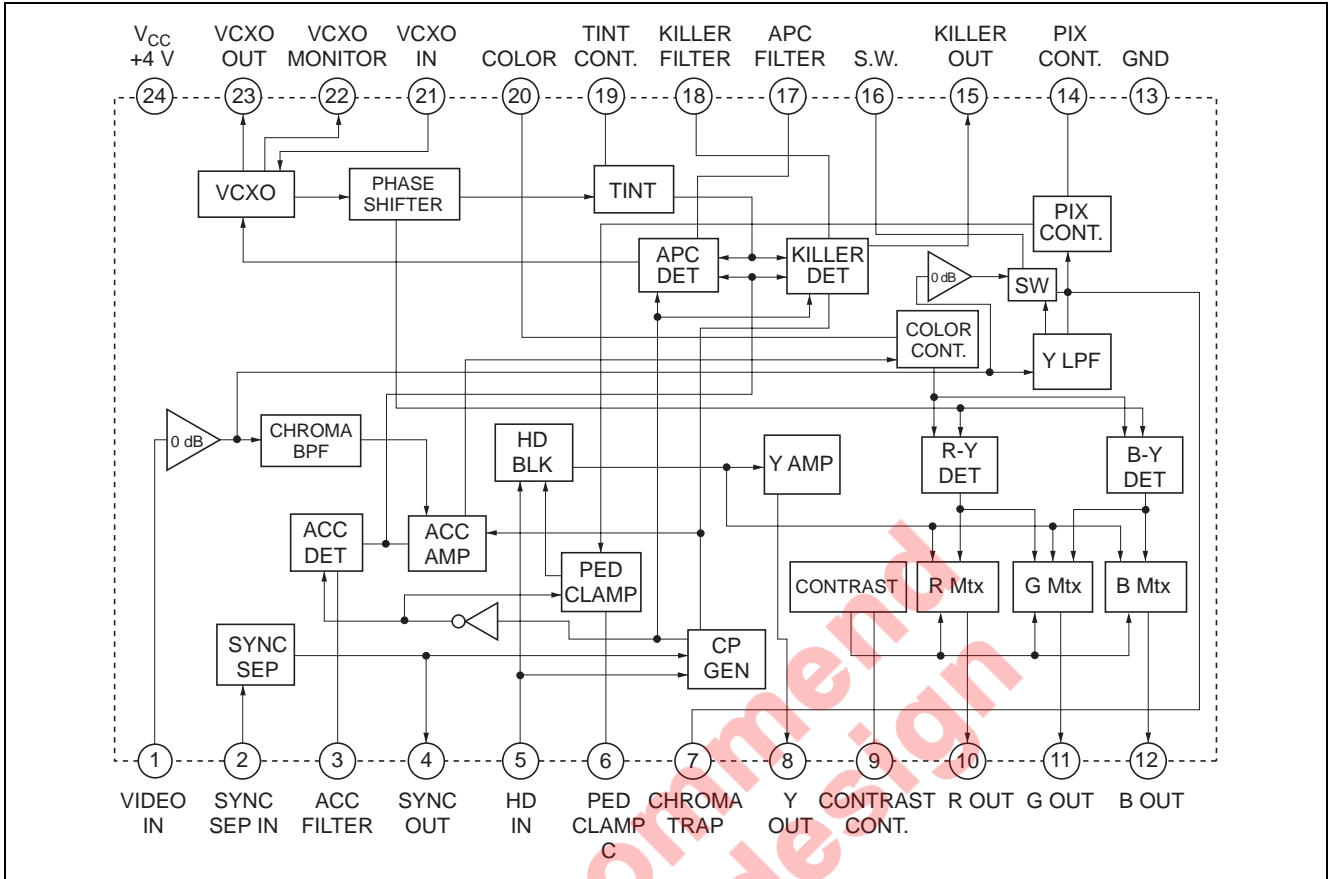 VCC
+4 V
VCXO
OUT
VCXO
MONITOR
VCXO
IN
COLOR
TINT
CONT.
KILLER
FILTER
APC
FILTER
S.W.
KILLER
OUT
PIX
CONT.
GND
24
23
22
21
20
19
18
17
16
15
14
13
VCXO
PHASE
SHIFTER
TINT
PIX
CONT.
APC
DET
KILLER
DET
0 dB
SW
COLOR
CONT.
Y LPF
0 dB
CHROMA
BPF
HD
BLK
Y AMP
R-Y
DET
B-Y
DET
ACC
DET
ACC
AMP
PED
CLAMP
CONTRAST
R Mtx
G Mtx
B Mtx
SYNC
SEP
CP
GEN
1
2
3
4
5
6
7
8
9
10
11
12
VIDEO
IN
SYNC
SEP IN
ACC
FILTER
SYNC
OUT
HD
IN
PED
CLAMP
C
CHROMA
TRAP
Y
OUT
CONTRAST
CONT.
R OUT
G OUT
B OUT
ommend
design